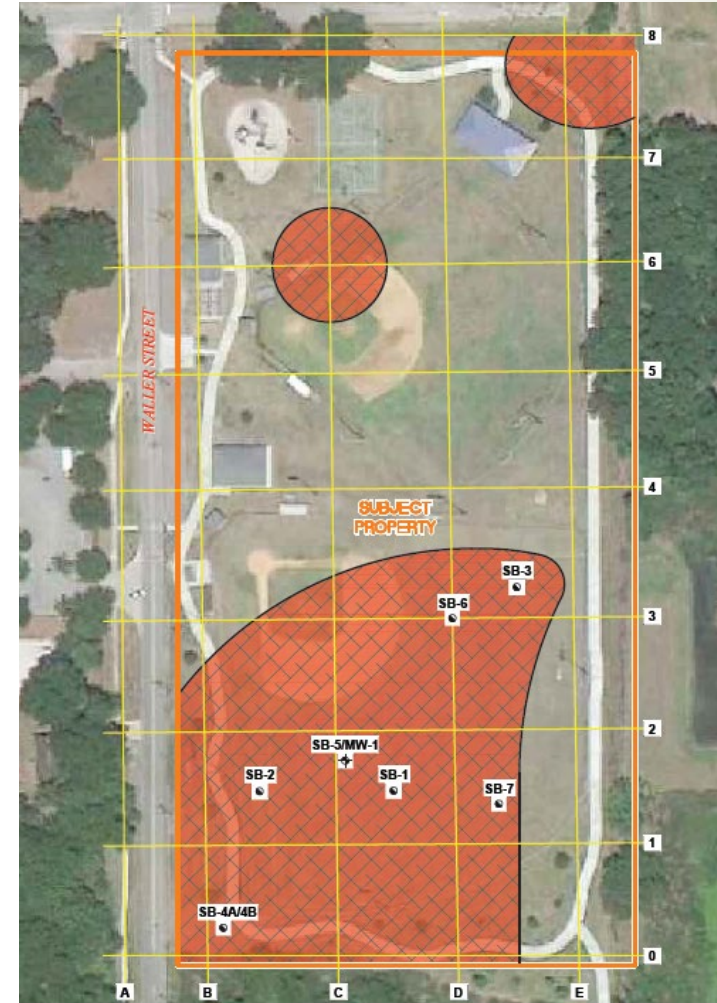 8
7
6
WALLER STREET
5
4
SUBJECT
PROPERTY
SB-3
SB-6
3
2
SB-5/MW-1
SB-2
SB-1
SB-7
1
SB-4A/4B
0
A
B
C
D
E